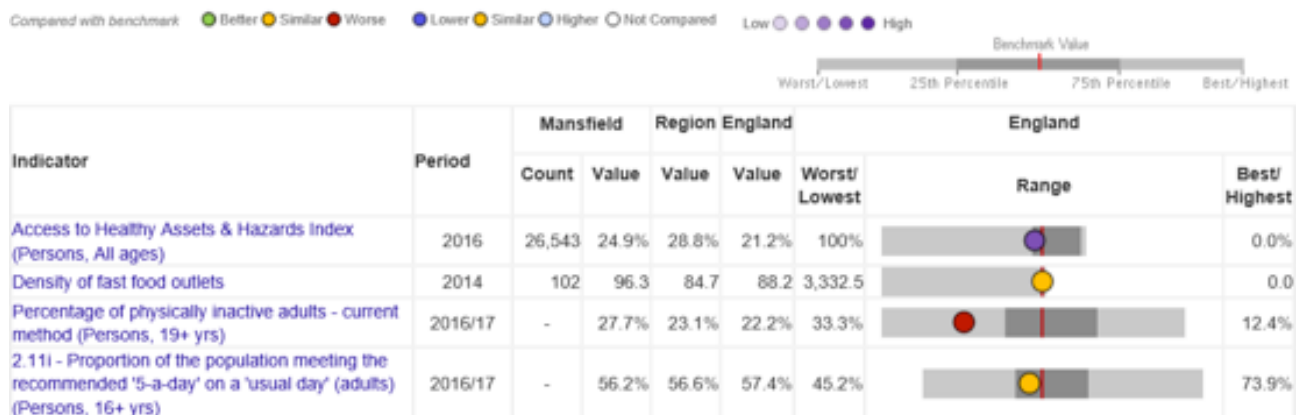 Compared with benchmark Better Similar Worse Lower Similar Higher Not Compared Low High
Benchmark Value
Worst/Lowest 25th Percentile 75th Percentile Best/Highest
Indicator Period Mansfield Region England England
Count Value Value Value Worst/ Lowest Range Best/ Highest
Access to Healthy Assets & Hazards Index
(Persons, All ages) 2016 26,543 24.9% 28.8% 21.2% 100% 0.0%
Density of fast food outlets 2014 102 96.3 84.7 88.2 3,332.5 0.0
Percentage of physically inactive adults - current
method (Persons, 19+ yrs) 2016/17 - 27.7% 23.1% 22.2% 33.3% 12.4%
2.11i - Proportion of the population meeting the
recommended '5-a-day' on a 'usual day' (adults) 2016/17 - 56.2% 56.6% 57.4% 45.2% 73.9%
(Persons, 16+ yrs)